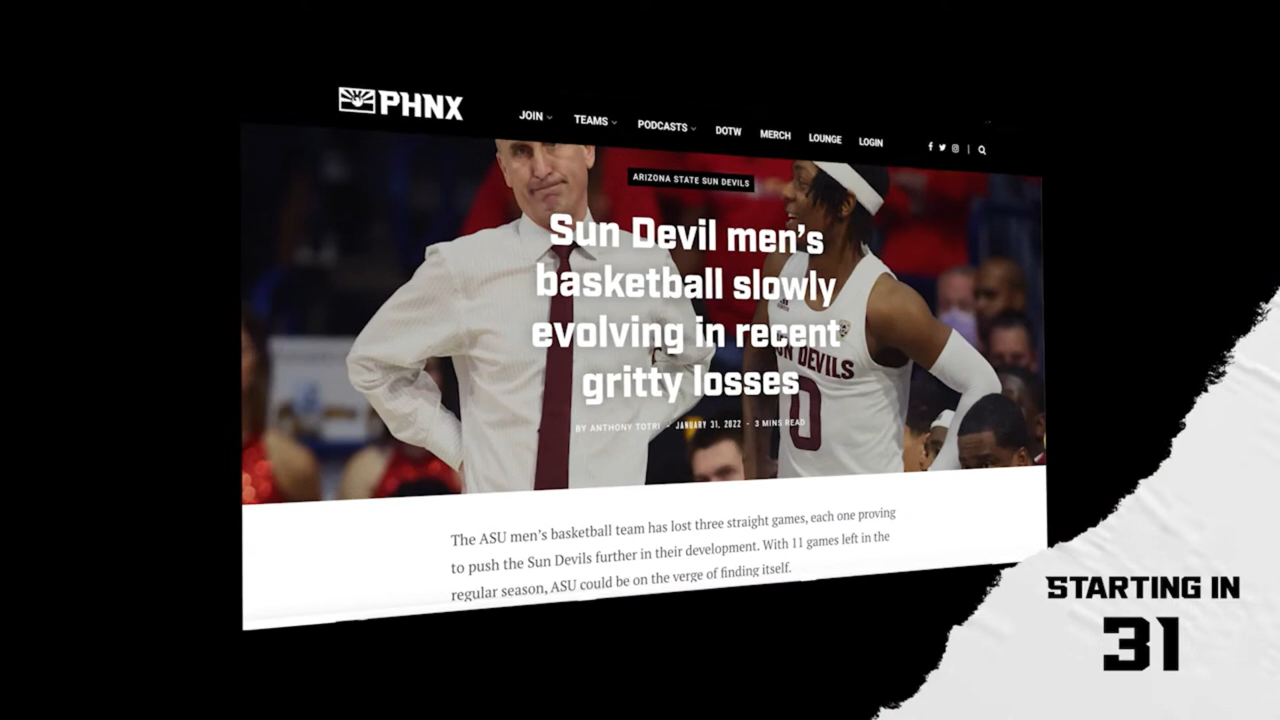 PHNX
JOIN TEAMS PODCASTS DOTW MERCH LOUNGE LOGIN
ARIZONA STATE SUN DEVILS
Sun Devil men’s
basketball slowly
evolving in recent
gritty losses
BY ANTHONY TOTRI - JANUARY 31, 2022 - 3 MINS READ
SUN DEVILS
0
The ASU men’s basketball team has lost three straight games, each one proving
to push the Sun Devils further in their development. With 11 games left in the
regular season, ASU could be on the verge of finding itself.
STARTING IN
31